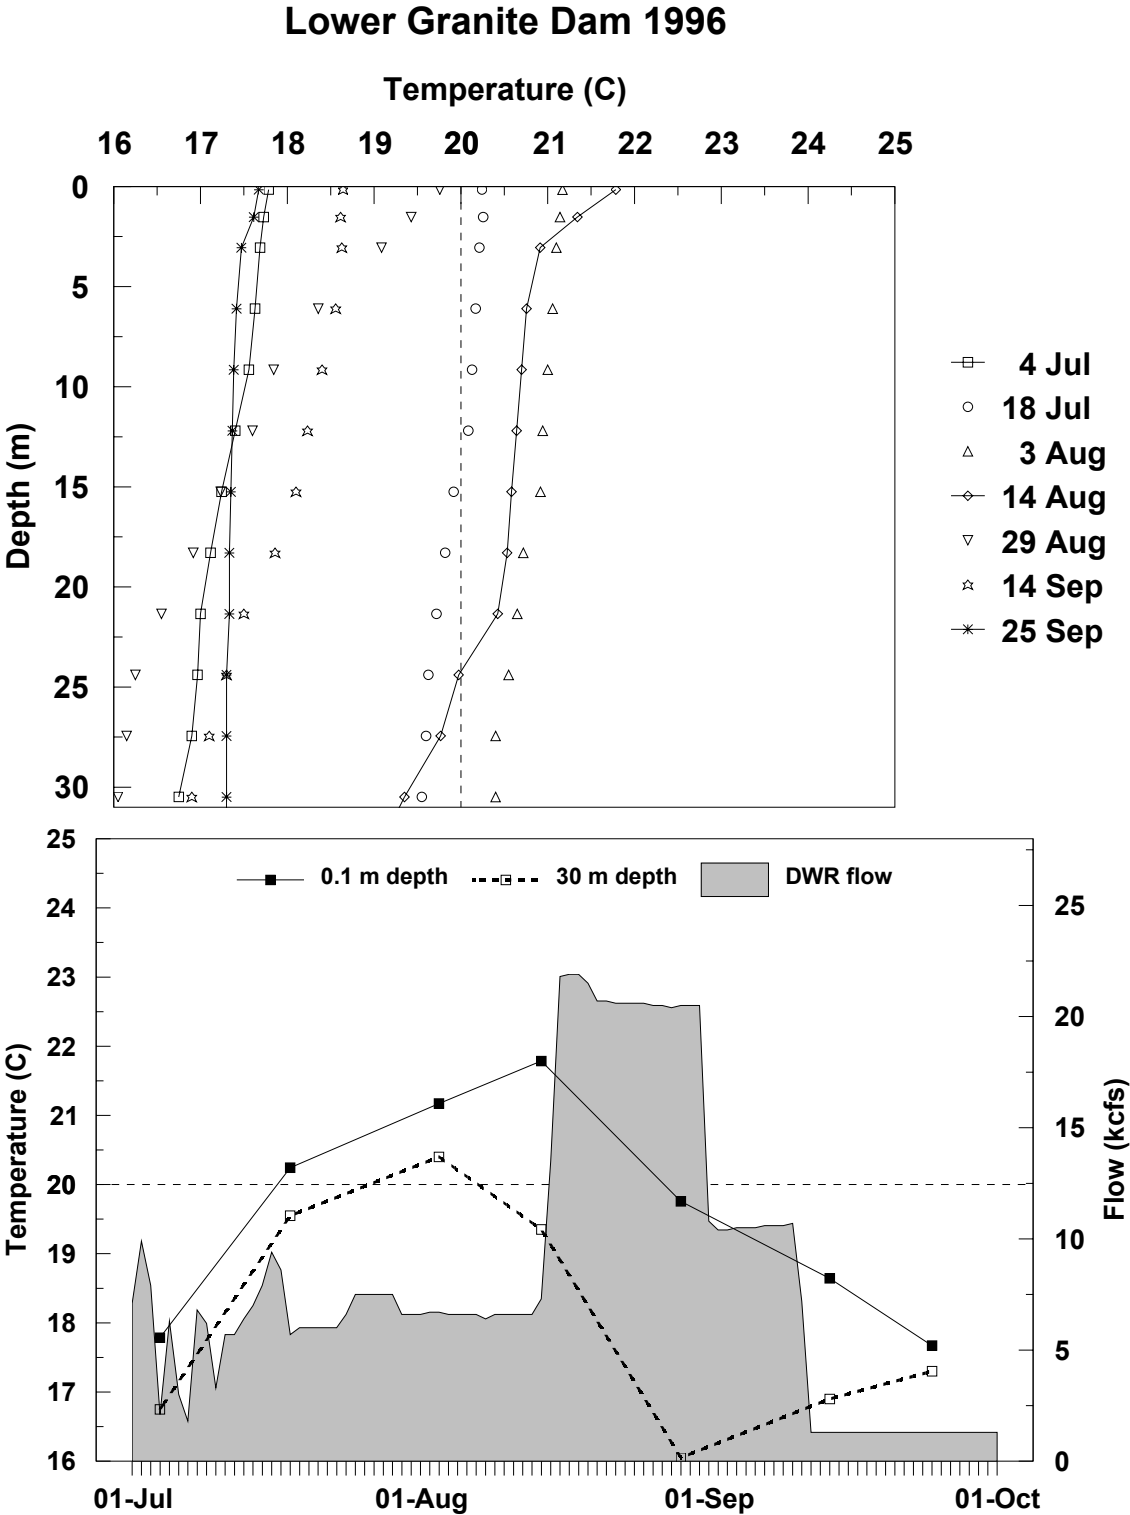 Lower Granite Dam 1996
Temperature (C)
16 17 18 19 20 21 22 23 24 25
0
5
10
15
20
25
30
Depth (m)
4 Jul
18 Jul
3 Aug
14 Aug
29 Aug
14 Sep
25 Sep
0.1 m depth 30 m depth DWR flow
25
24
23
22
21
20
19
18
17
16
Temperature (C)
25
20
15
10
5
0
Flow (kcfs)
01-Jul 01-Aug 01-Sep 01-Oct